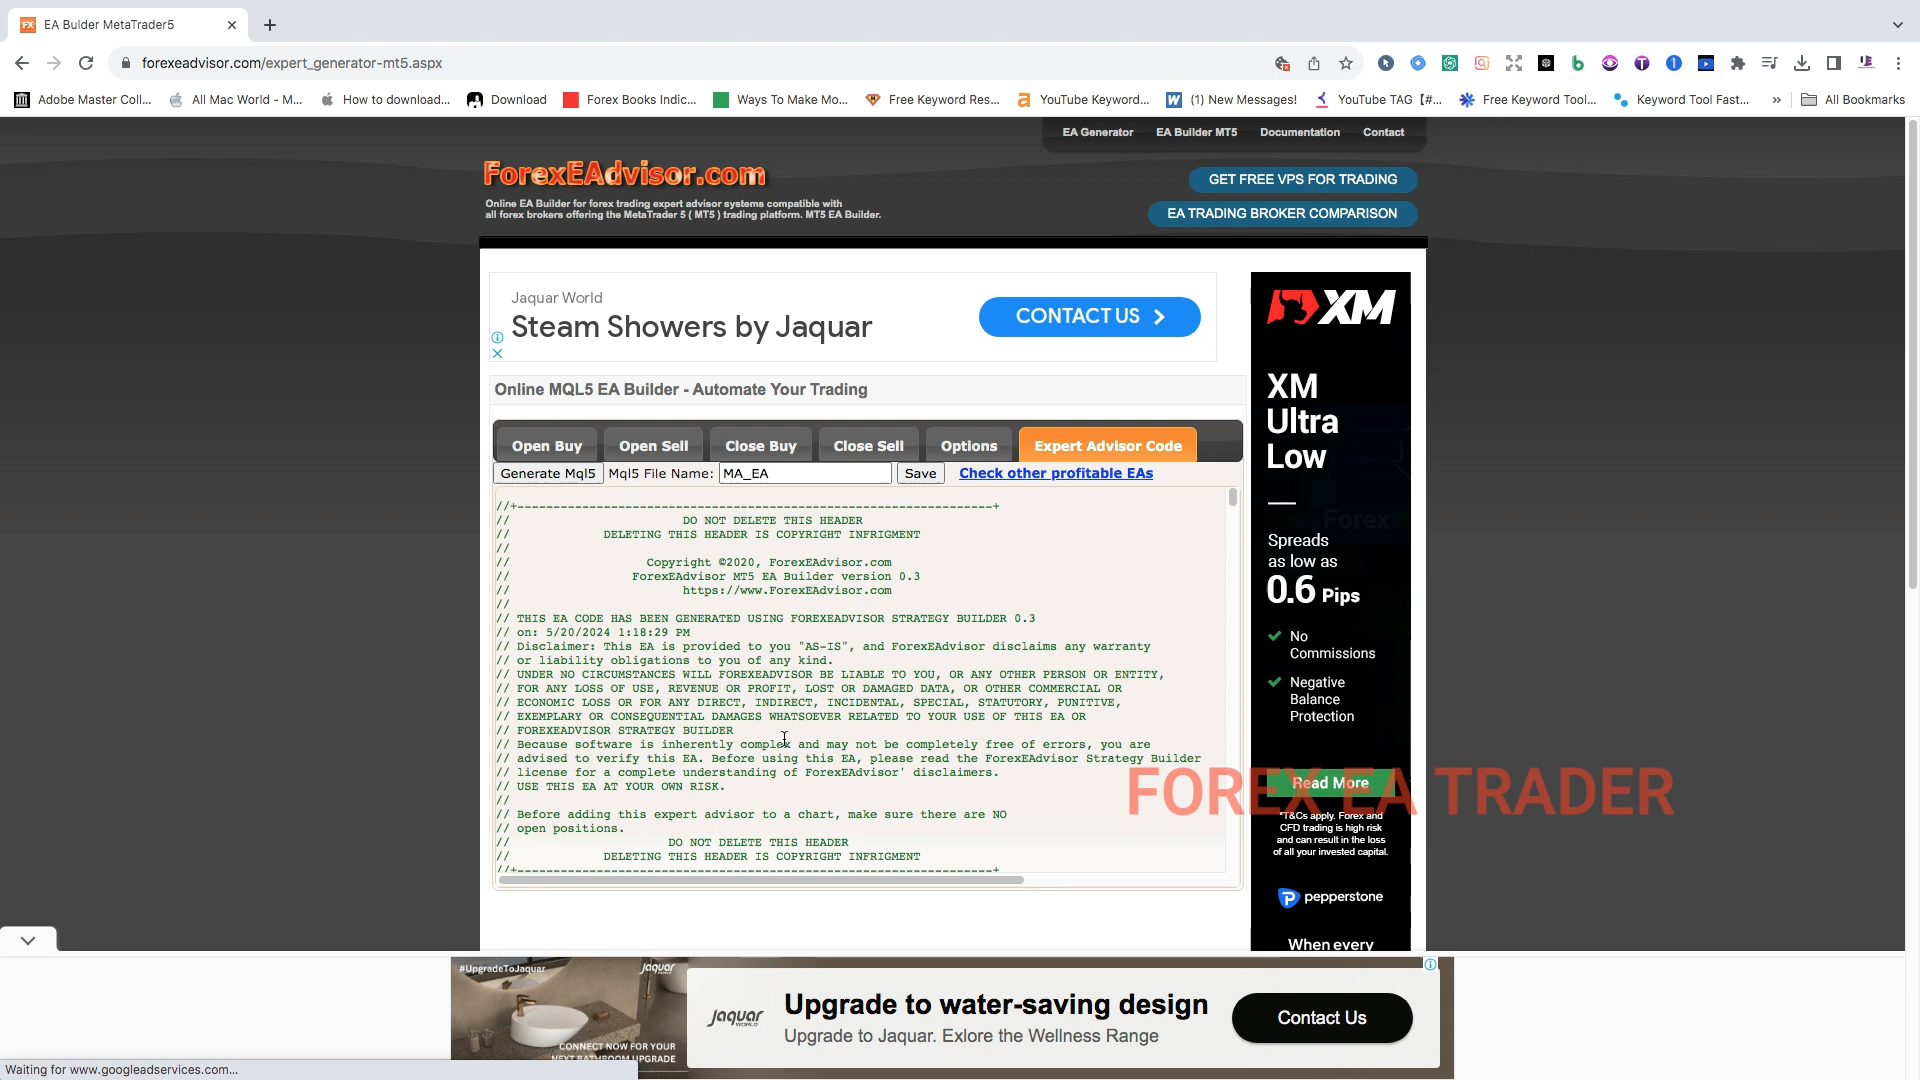 EA Bulder MetaTrader5
forexeadvisor.com/expert_generator-mt5.aspx
Adobe Master Coll...
All Mac World - M...
How to download...
Download
Forex Books Indic...
Ways To Make Mo...
Free Keyword Res...
YouTube Keyword...
(1) New Messages!
YouTube TAG【#...
Free Keyword Tool...
Keyword Tool Fast...
»
All Bookmarks
EA Generator
EA Builder MT5
Documentation
Contact
ForexEAdvisor.com
Online EA Builder for forex trading expert advisor systems compatible with
all forex brokers offering the MetaTrader 5 ( MT5 ) trading platform. MT5 EA Builder.
GET FREE VPS FOR TRADING
EA TRADING BROKER COMPARISON
Jaquar World
Steam Showers by Jaquar
CONTACT US
Online MQL5 EA Builder - Automate Your Trading
Open Buy
Open Sell
Close Buy
Close Sell
Options
Expert Advisor Code
Generate Mql5
Mql5 File Name:
MA_EA
Save
Check other profitable EAs
//+------------------------------------------------------------------+
// DO NOT DELETE THIS HEADER
// DELETING THIS HEADER IS COPYRIGHT INFRIGMENT
//
// Copyright ©2020, ForexEAdvisor.com
// ForexEAdvisor MT5 EA Builder version 0.3
// https://www.ForexEAdvisor.com
//
// THIS EA CODE HAS BEEN GENERATED USING FOREXEADVISOR STRATEGY BUILDER 0.3
// on: 5/20/2024 1:18:29 PM
// Disclaimer: This EA is provided to you "AS-IS", and ForexEAdvisor disclaims any warranty
// or liability obligations to you of any kind.
// UNDER NO CIRCUMSTANCES WILL FOREXEADVISOR BE LIABLE TO YOU, OR ANY OTHER PERSON OR ENTITY,
// FOR ANY LOSS OF USE, REVENUE OR PROFIT, LOST OR DAMAGED DATA, OR OTHER COMMERCIAL OR
// ECONOMIC LOSS OR FOR ANY DIRECT, INDIRECT, INCIDENTAL, SPECIAL, STATUTORY, PUNITIVE,
// EXEMPLARY OR CONSEQUENTIAL DAMAGES WHATSOEVER RELATED TO YOUR USE OF THIS EA OR
// FOREXEADVISOR STRATEGY BUILDER
// Because software is inherently complex and may not be completely free of errors, you are
// advised to verify this EA. Before using this EA, please read the ForexEAdvisor Strategy Builder
// license for a complete understanding of ForexEAdvisor' disclaimers.
// USE THIS EA AT YOUR OWN RISK.
//
// Before adding this expert advisor to a chart, make sure there are NO
// open positions.
// DO NOT DELETE THIS HEADER
// DELETING THIS HEADER IS COPYRIGHT INFRIGMENT
//+------------------------------------------------------------------+
XM
XM
Ultra
Low
Forex
Spreads
as low as
0.6 Pips
No
Commissions
Negative
Balance
Protection
Read More
FOREX EA TRADER
*T&Cs apply. Forex and
CFD trading is high risk
and can result in the loss
of all your invested capital.
pepperstone
When every
#UpgradeToJaquar
Jaquar
WORLD
CONNECT NOW FOR YOUR
NEXT BATHROOM UPGRADE
Jaquar
WORLD
Upgrade to water-saving design
Upgrade to Jaquar. Exlore the Wellness Range
Contact Us
Waiting for www.googleadservices.com...